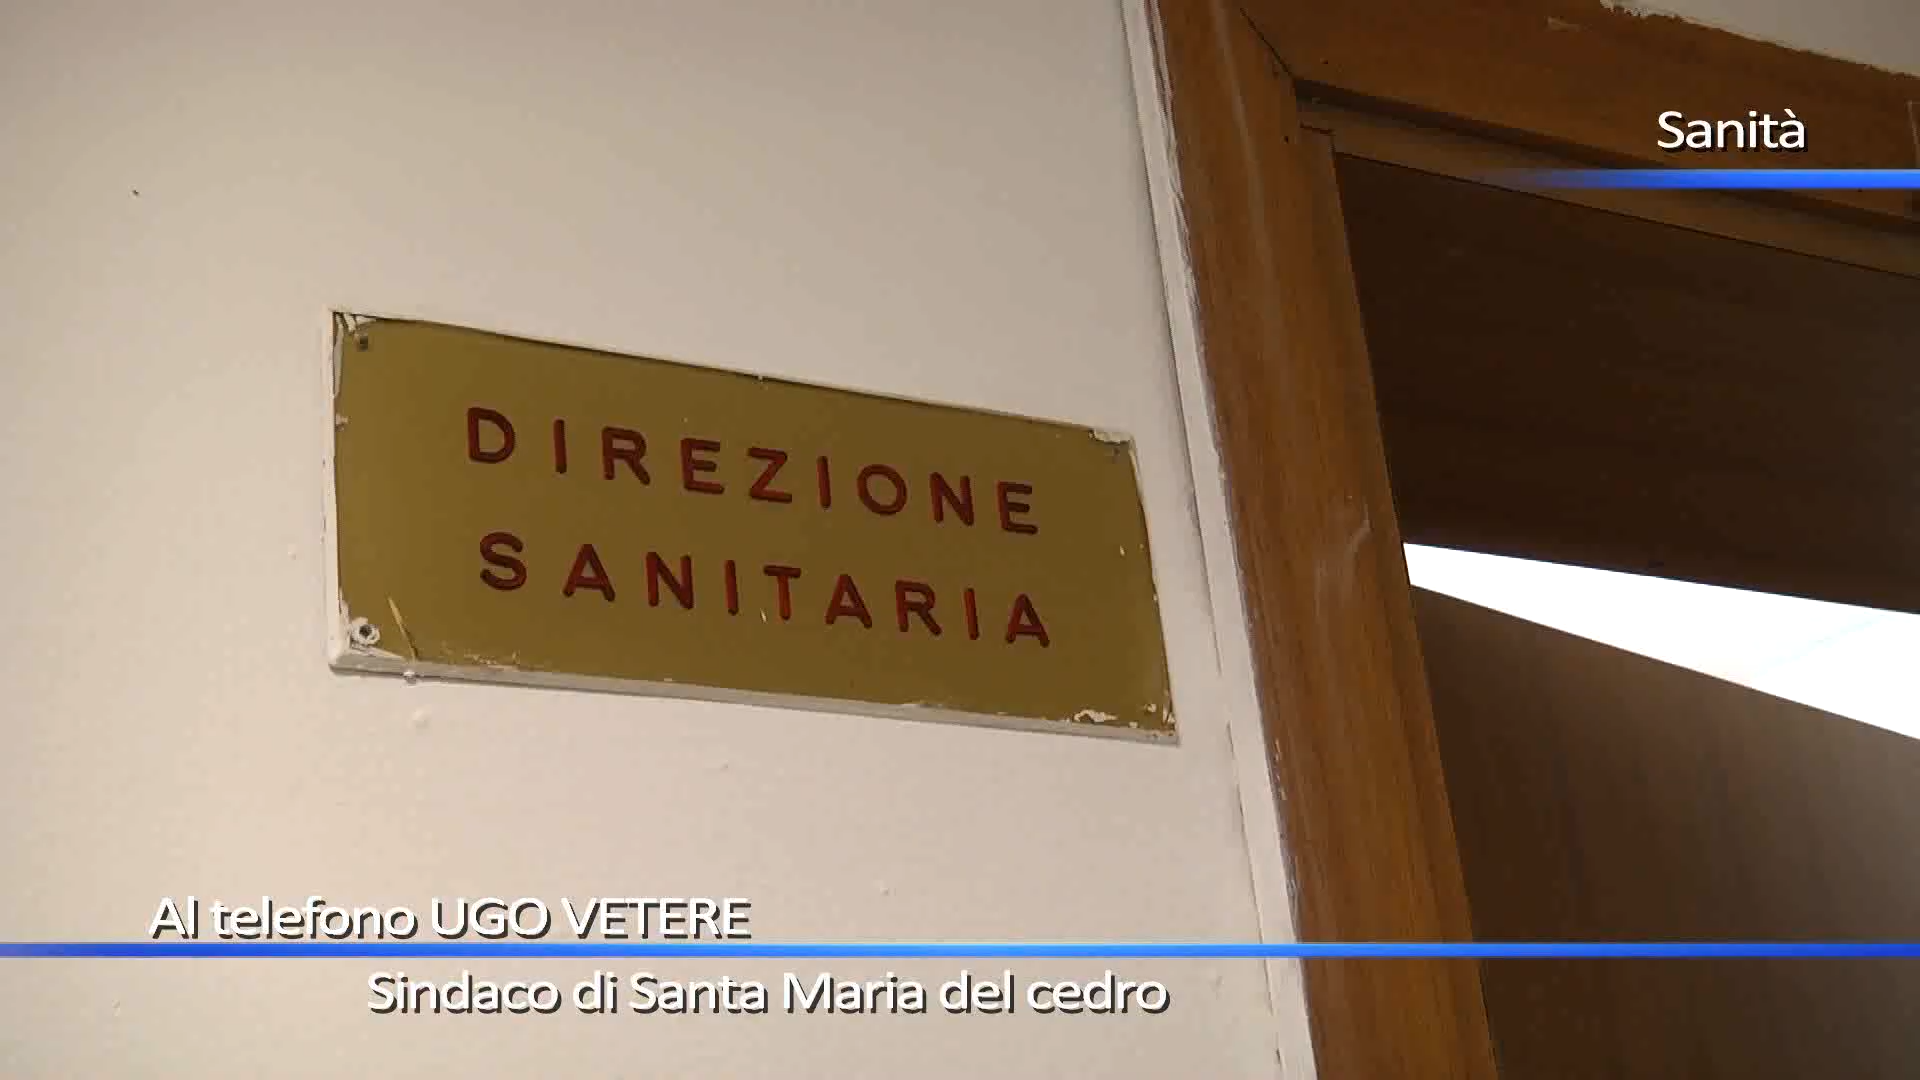 Sanità
DIREZIONE
SANITARIA
Al telefono UGO VETERE
Sindaco di Santa Maria del cedro